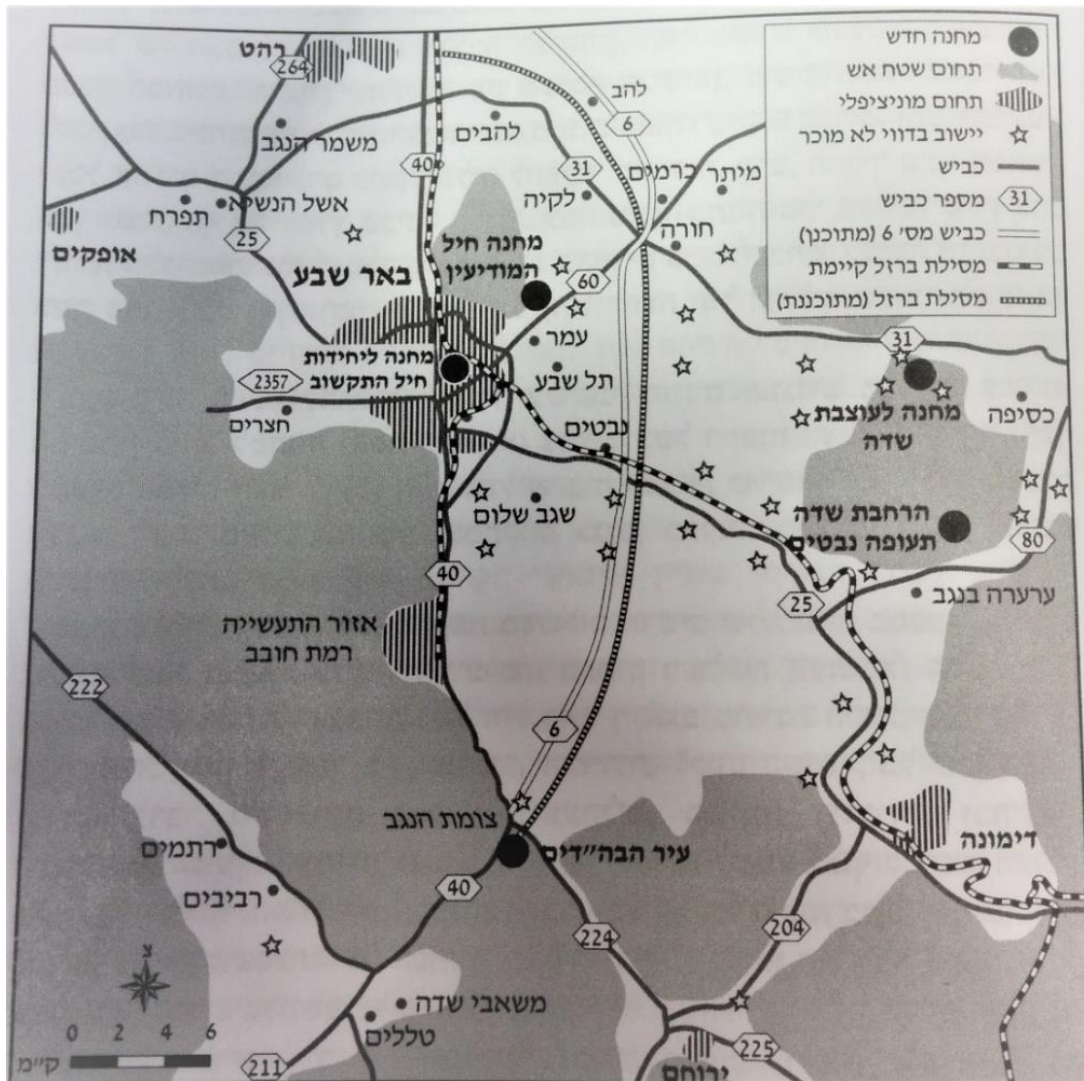 מחנה חדש
תחום שטח אש
תחום מוניציפלי
יישוב בדווי לא מוכר
כביש
31 מספר כביש
כביש מס' 6 (מתוכנן)
מסילת ברזל קיימת
מסילת ברזל (מתוכננת)
רהט
264
להב
6
משמר הנגב
להבים
40
31
כרמים
מיתר
לקיה
תפרח
אשל הנשיא
חורה
אופקים
25
מחנה חיל
המודיעין
באר שבע
60
עמר
31
מחנה ליחידות
חיל התקשוב
תל שבע
2357
חצרים
נבטים
מחנה לעוצבת
שדה
כסיפה
שגב שלום
הרחבת שדה
תעופה נבטים
80
40
25
ערערה בנגב
אזור התעשייה
רמת חובב
222
6
צומת הנגב
עיר הבה״דים
דימונה
רתמים
רביבים
40
224
204
צ
משאבי שדה
טללים
0 2 4 6
ק״מ
211
225
ירוחם